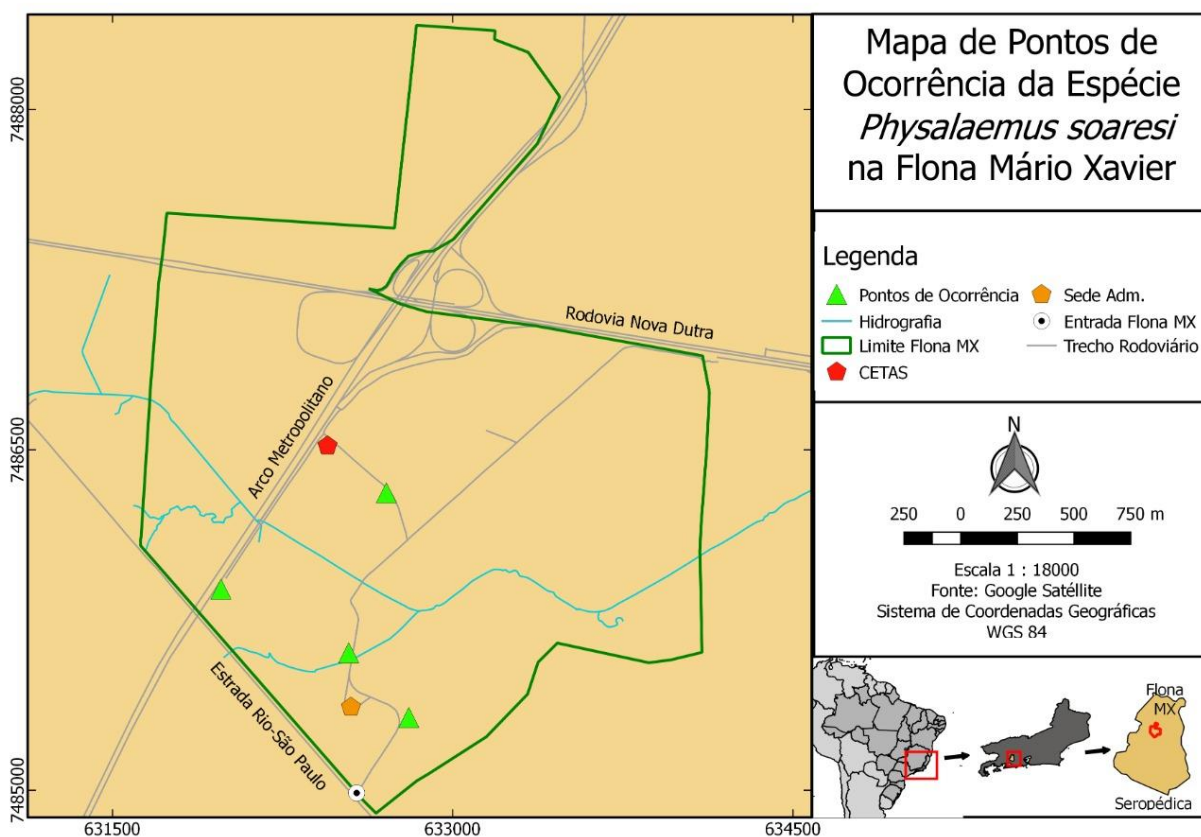 Mapa de Pontos de
Ocorrência da Espécie
Physalaemus soaresi
na Flona Mário Xavier
Legenda
Pontos de Ocorrência
Hidrografia
Limite Flona MX
CETAS
Sede Adm.
Entrada Flona MX
Trecho Rodoviário
N
250 0 250 500 750 m
Escala 1 : 18000
Fonte: Google Satéllite
Sistema de Coordenadas Geográficas
WGS 84
Flona
MX
Seropédica
Rodovia Nova Dutra
Arco Metropolitano
Estrada Rio-São Paulo
7488000
7486500
7485000
631500 633000 634500